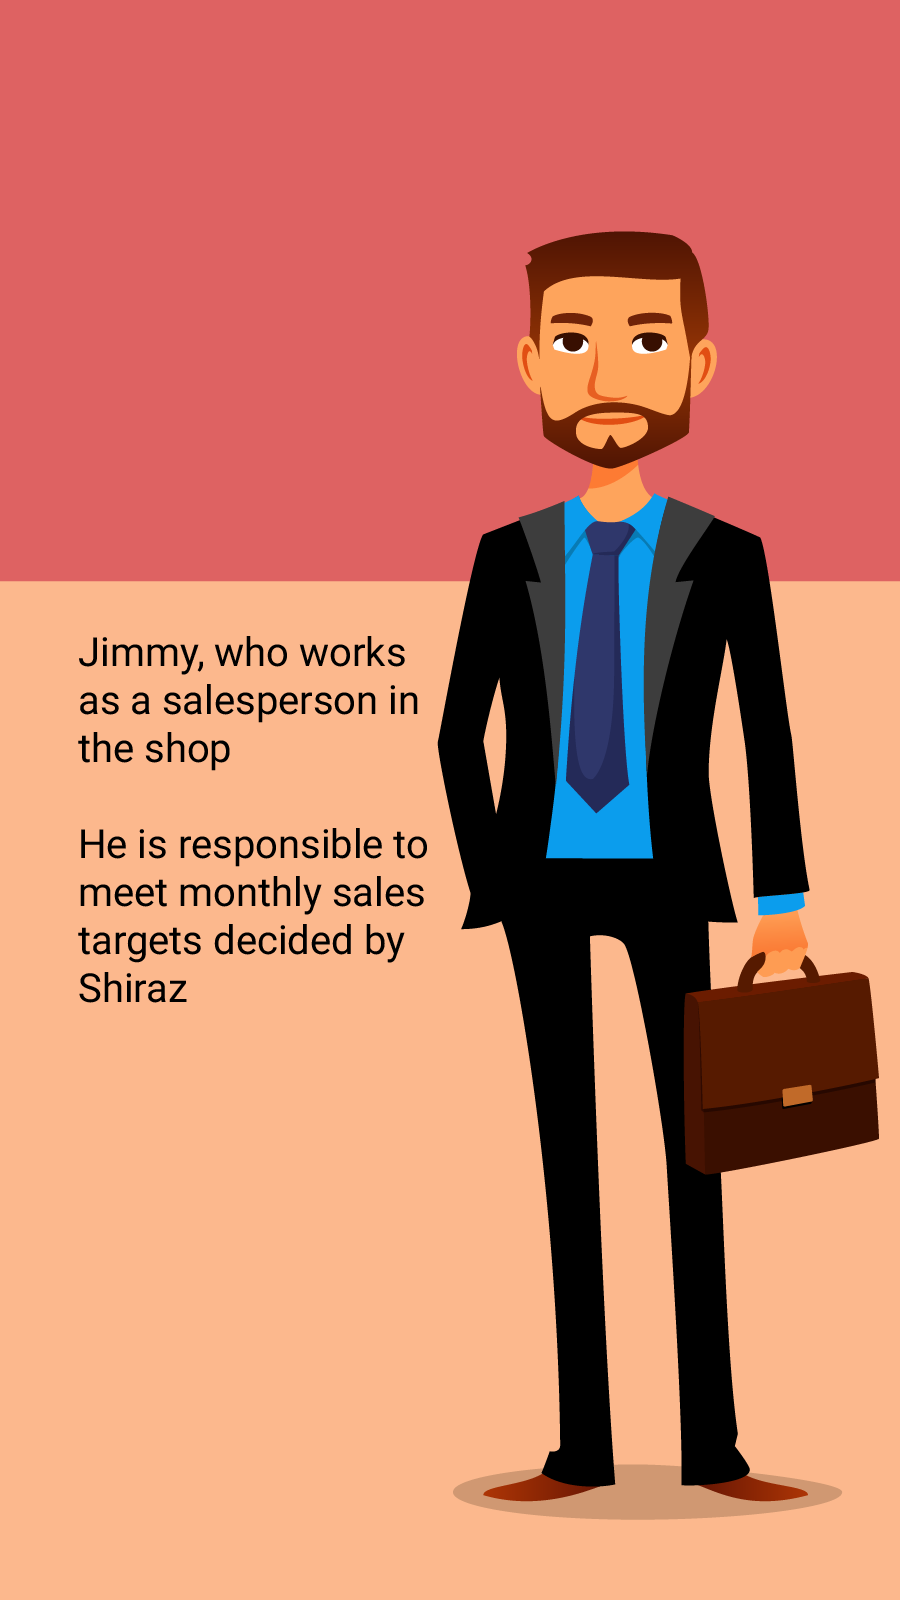 Jimmy, who works
as a salesperson in
the shop
He is responsible to
meet monthly sales
targets decided by
Shiraz